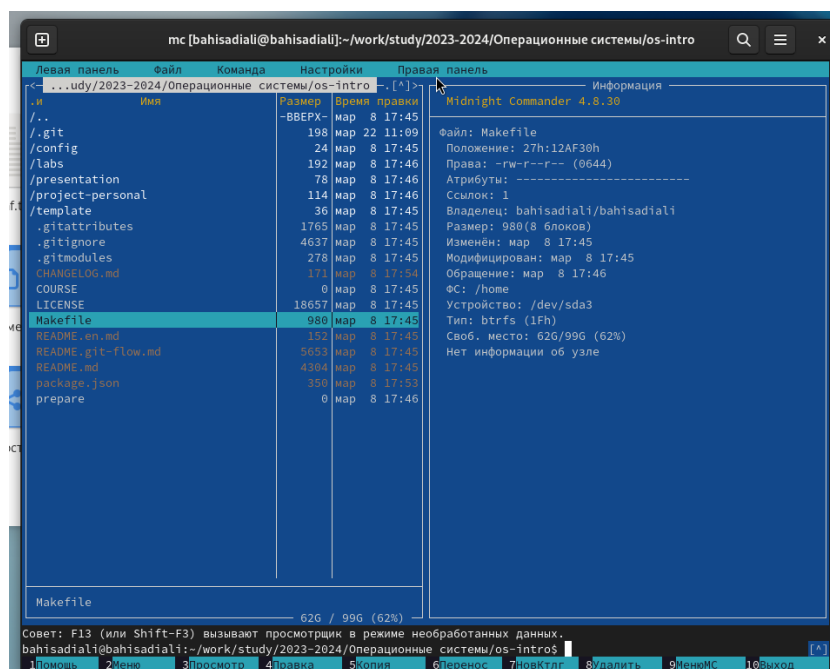 mc [bahisadiali@bahisadiali]:~/work/study/2023-2024/Операционные системы/os-intro
Левая панель Файл Команда Настройки Правая панель
<— ...udy/2023-2024/Операционные системы/os-intro —.[^]>
.и Имя Размер Время правки
/.. -ВВЕРХ- мар 8 17:45
/.git 198 мар 22 11:09
/config 24 мар 8 17:45
/labs 192 мар 8 17:46
/presentation 78 мар 8 17:46
/project-personal 114 мар 8 17:46
/template 36 мар 8 17:45
.gitattributes 1765 мар 8 17:45
.gitignore 4637 мар 8 17:45
.gitmodules 278 мар 8 17:45
CHANGELOG.md 171 мар 8 17:54
COURSE 0 мар 8 17:45
LICENSE 18657 мар 8 17:45
Makefile 980 мар 8 17:45
README.en.md 152 мар 8 17:45
README.git-flow.md 5653 мар 8 17:45
README.md 4304 мар 8 17:45
package.json 350 мар 8 17:53
prepare 0 мар 8 17:46
Makefile
62G / 99G (62%)
Информация
Midnight Commander 4.8.30
Файл: Makefile
Положение: 27h:12AF30h
Права: -rw-r--r-- (0644)
Атрибуты: -------------------------
Ссылок: 1
Владелец: bahisadiali/bahisadiali
Размер: 980(8 блоков)
Изменён: мар 8 17:45
Модифицирован: мар 8 17:45
Обращение: мар 8 17:46
ФС: /home
Устройство: /dev/sda3
Тип: btrfs (1Fh)
Своб. место: 62G/99G (62%)
Нет информации об узле
Совет: F13 (или Shift-F3) вызывают просмотрщик в режиме необработанных данных.
bahisadiali@bahisadiali:~/work/study/2023-2024/Операционные системы/os-intro$ [^]
1Помощь 2Меню 3Просмотр 4Правка 5Копия 6Перенос 7НовКтлг 8Удалить 9МенюМС 10Выход